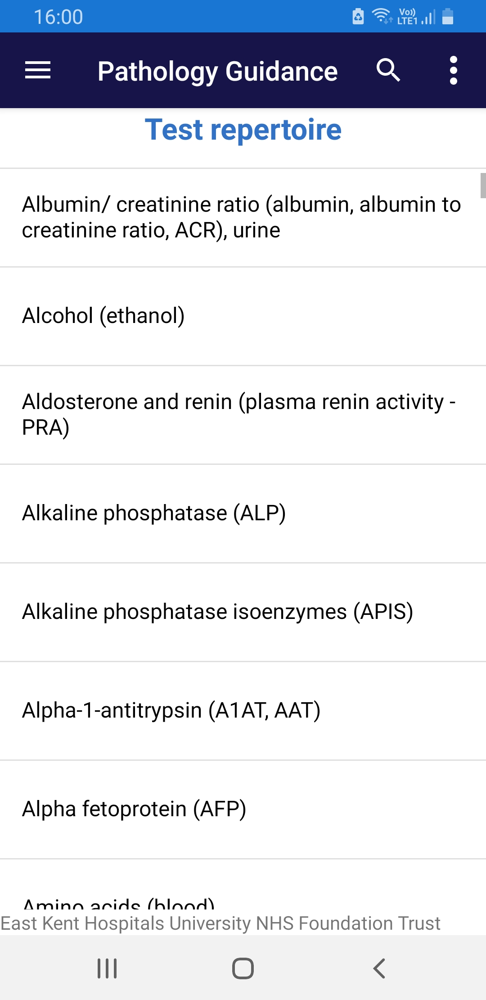 16:00
Vo))
LTE1
Pathology Guidance
Test repertoire
Albumin/ creatinine ratio (albumin, albumin to
creatinine ratio, ACR), urine
Alcohol (ethanol)
Aldosterone and renin (plasma renin activity -
PRA)
Alkaline phosphatase (ALP)
Alkaline phosphatase isoenzymes (APIS)
Alpha-1-antitrypsin (A1AT, AAT)
Alpha fetoprotein (AFP)
Amino acids (blood)
East Kent Hospitals University NHS Foundation Trust